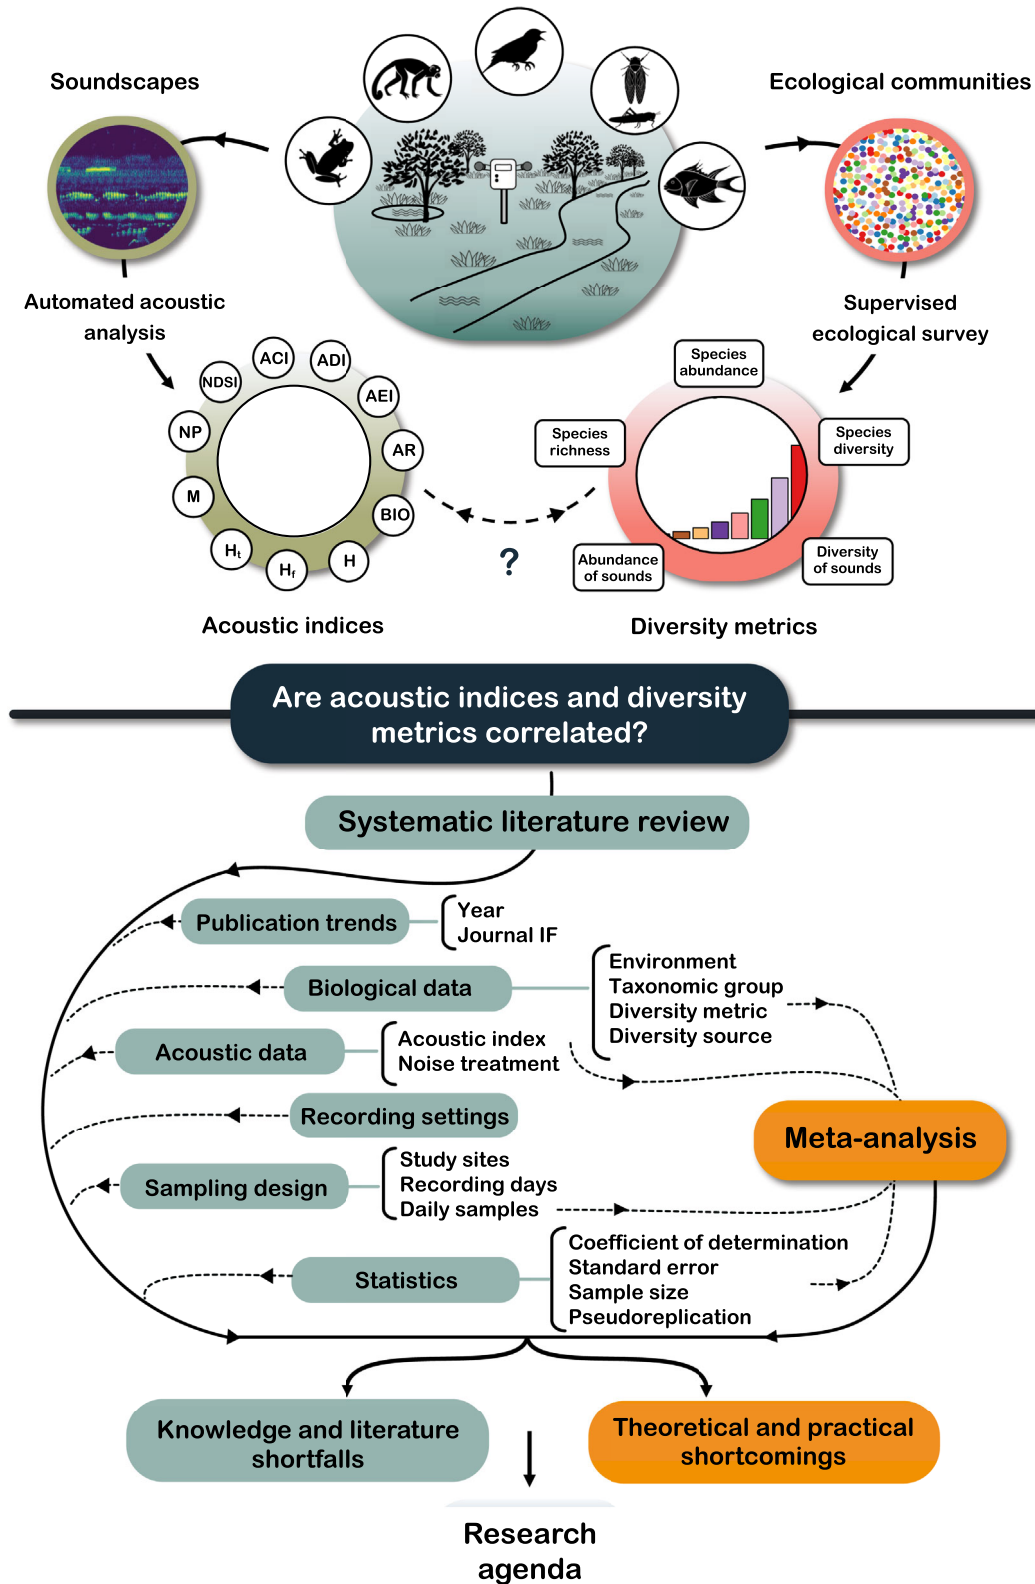 Soundscapes
Ecological communities
Automated acoustic
analysis
Supervised
ecological survey
ACI
ADI
NDSI
AEI
NP
AR
M
BIO
Ht
Hf
H
Species
abundance
Species
richness
Species
diversity
Abundance
of sounds
Diversity
of sounds
?
Acoustic indices
Diversity metrics
Are acoustic indices and diversity
metrics correlated?
Systematic literature review
Publication trends
Year
Journal IF
Biological data
Environment
Taxonomic group
Diversity metric
Diversity source
Acoustic data
Acoustic index
Noise treatment
Recording settings
Meta-analysis
Sampling design
Study sites
Recording days
Daily samples
Statistics
Coefficient of determination
Standard error
Sample size
Pseudoreplication
Knowledge and literature
shortfalls
Theoretical and practical
shortcomings
Research
agenda